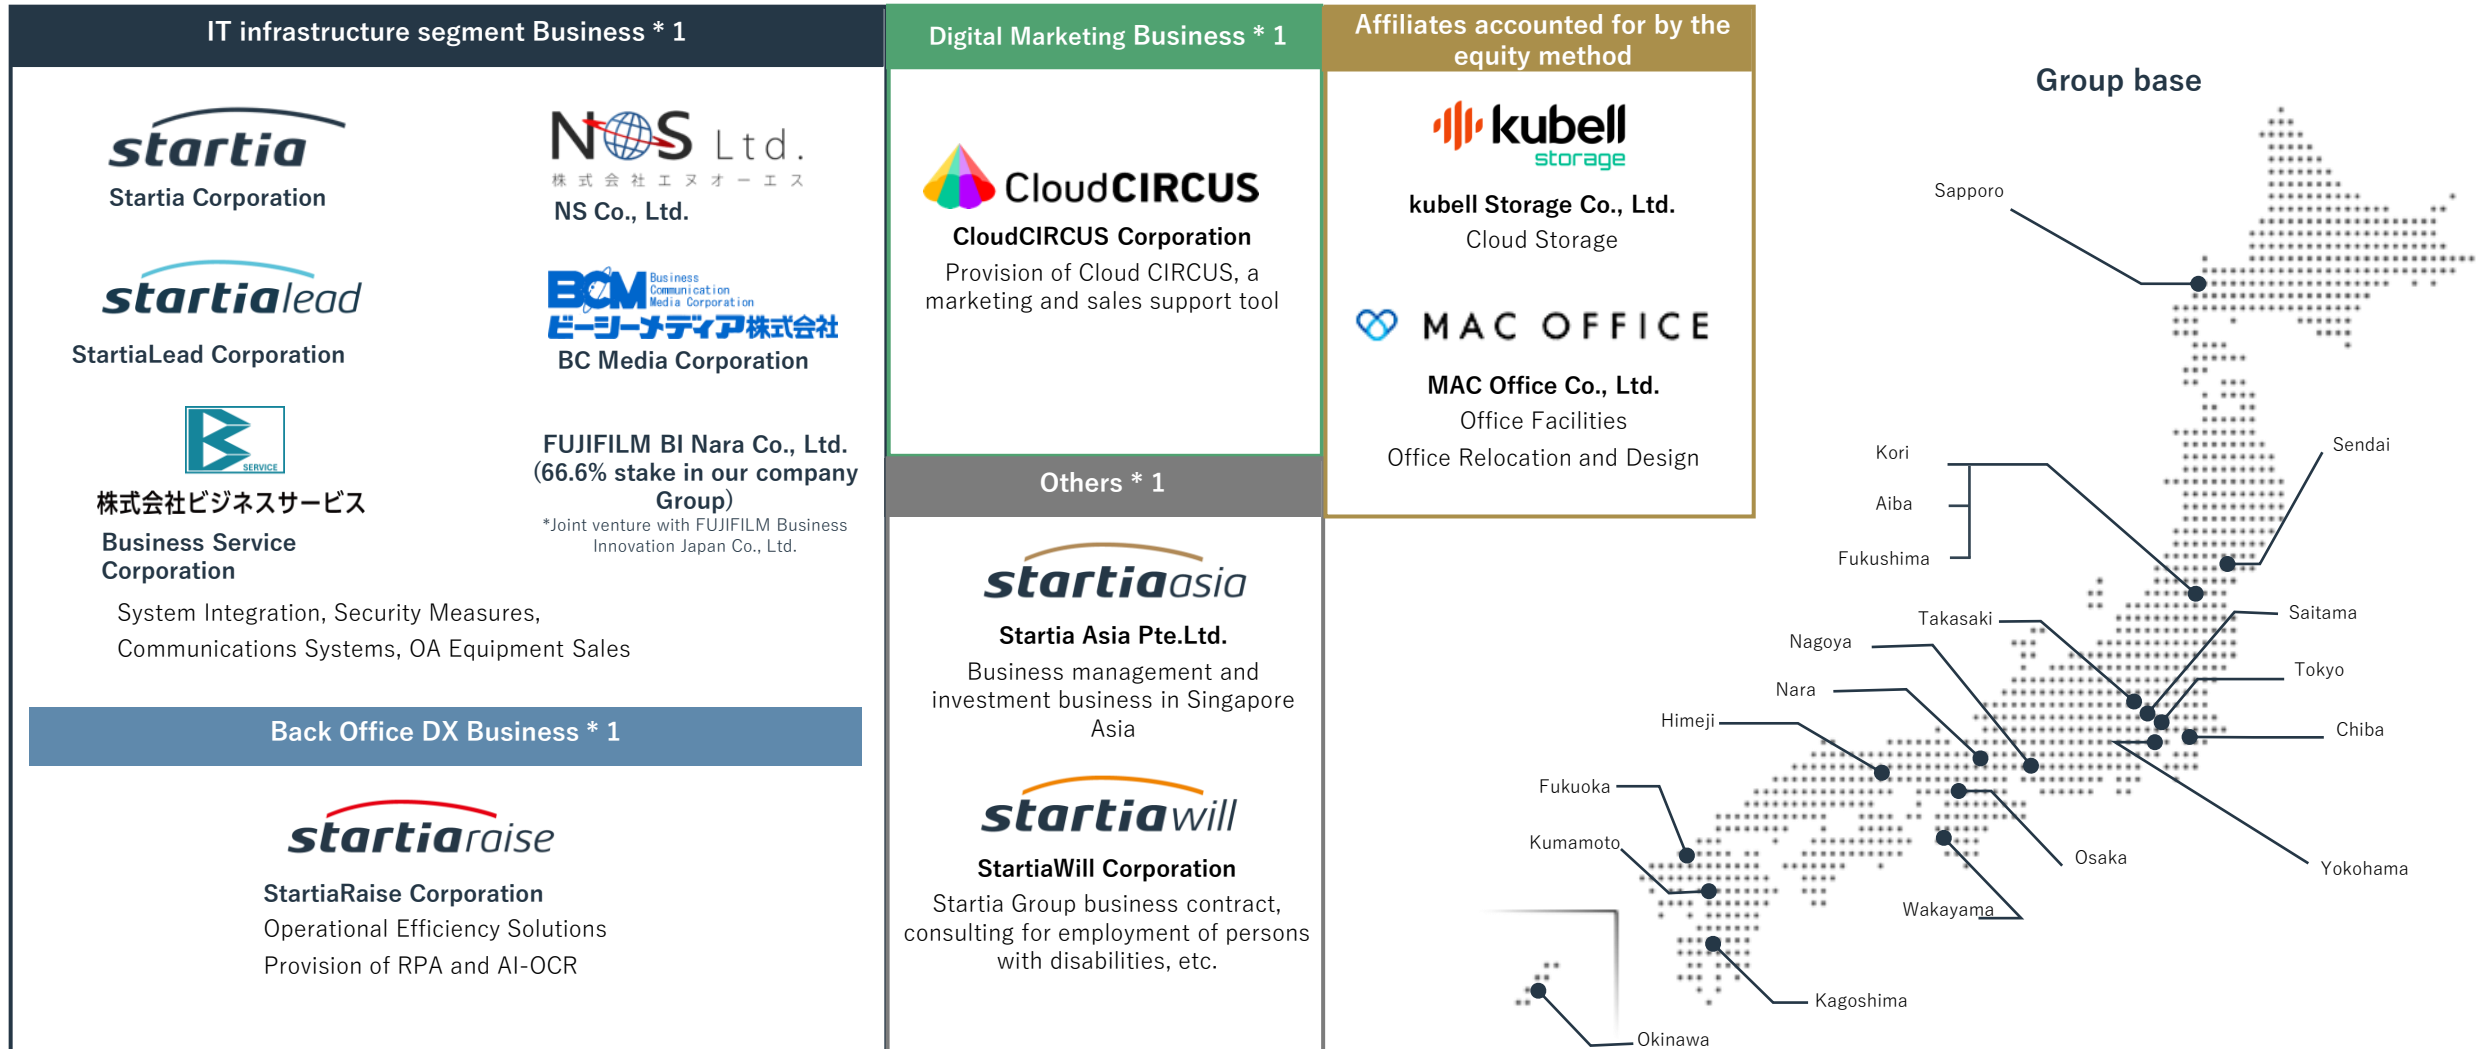 IT infrastructure segment Business * 1
startia
Startia Corporation
NOS Ltd.
株式会社エヌオーエス
NS Co., Ltd.
startialead
StartiaLead Corporation
BCM Business
Communication
Media Corporation
ビーシーメディア株式会社
BC Media Corporation
SERVICE
株式会社ビジネスサービス
Business Service
Corporation
FUJIFILM BI Nara Co., Ltd.
(66.6% stake in our company
Group)
*Joint venture with FUJIFILM Business
Innovation Japan Co., Ltd.
System Integration, Security Measures,
Communications Systems, OA Equipment Sales
Back Office DX Business * 1
startiaraise
StartiaRaise Corporation
Operational Efficiency Solutions
Provision of RPA and AI-OCR
Digital Marketing Business * 1
CloudCIRCUS
CloudCIRCUS Corporation
Provision of Cloud CIRCUS, a
marketing and sales support tool
Others * 1
startiaasia
Startia Asia Pte.Ltd.
Business management and
investment business in Singapore
Asia
startiawill
StartiaWill Corporation
Startia Group business contract,
consulting for employment of persons
with disabilities, etc.
Affiliates accounted for by the
equity method
kubell
storage
kubell Storage Co., Ltd.
Cloud Storage
MAC OFFICE
MAC Office Co., Ltd.
Office Facilities
Office Relocation and Design
Group base
Sapporo
Kori
Sendai
Aiba
Fukushima
Takasaki
Saitama
Nagoya
Tokyo
Nara
Himeji
Chiba
Fukuoka
Kumamoto
Osaka
Yokohama
Wakayama
Kagoshima
Okinawa